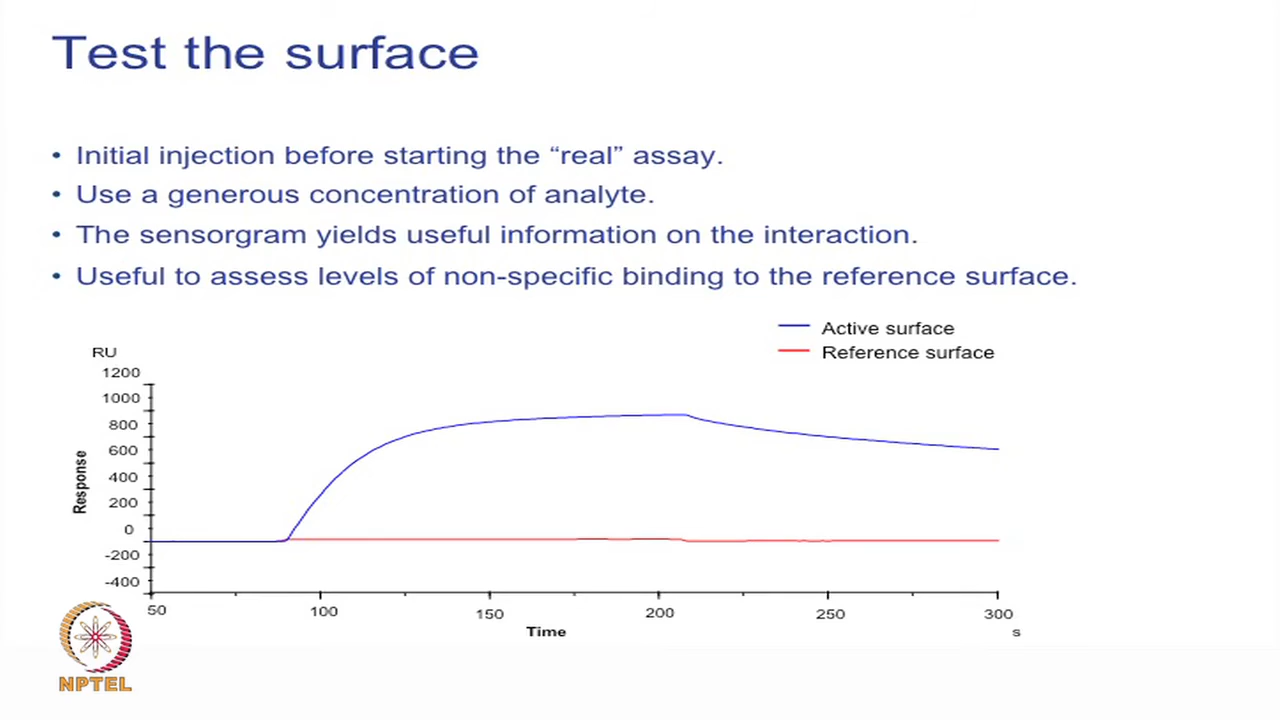 Test the surface
• Initial injection before starting the “real” assay.
• Use a generous concentration of analyte.
• The sensorgram yields useful information on the interaction.
• Useful to assess levels of non-specific binding to the reference surface.
Active surface
Reference surface
RU
1200
1000
800
600
400
200
0
-200
-400
Response
50 100 150 200 250 300
Time
s
NPTEL